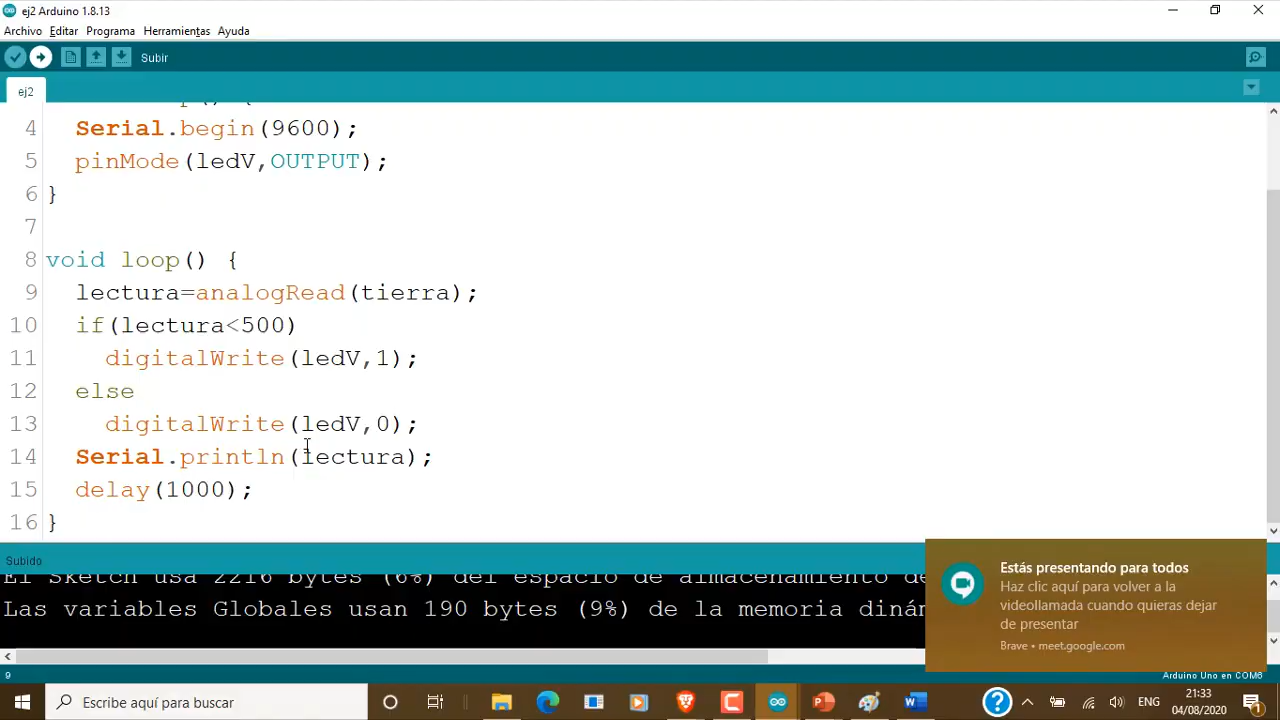 ej2 Arduino 1.8.13
Archivo Editar Programa Herramientas Ayuda
Subir
ej2
4 Serial.begin(9600);
5 pinMode(ledV,OUTPUT);
6 }
7
8 void loop() {
9 lectura=analogRead(tierra);
10 if(lectura<500)
11 digitalWrite(ledV,1);
12 else
13 digitalWrite(ledV,0);
14 Serial.println(lectura);
15 delay(1000);
16 }
Subido
El Sketch usa 2216 bytes (6%) del espacio de almacenamiento de
Las variables Globales usan 190 bytes (9%) de la memoria dinám
Estás presentando para todos
Haz clic aquí para volver a la
videollamada cuando quieras dejar
de presentar
Brave • meet.google.com
9
Arduino Uno en COM6
Escribe aquí para buscar
ENG
21:33
04/08/2020
1